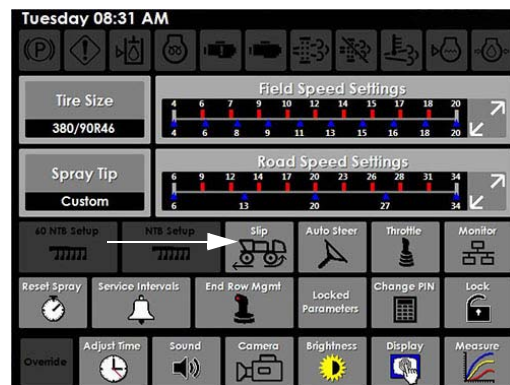 Tuesday 08:31 AM
(P)
Tire Size
380/90R46
Field Speed Settings
4 6 7 9 10 12 14 15 17 18 20
4 6 8 9 11 13 15 16 18 20
Spray Tip
Custom
Road Speed Settings
6 9 12 14 17 20 23 26 28 31 34
6 13 20 27 34
60 NTB Setup
NTB Setup
Slip
Auto Steer
Throttle
Monitor
Reset Spray
Service Intervals
End Row Mgmt
Locked
Parameters
Change PIN
Lock
Override
Adjust Time
Sound
Camera
Brightness
Display
Measure